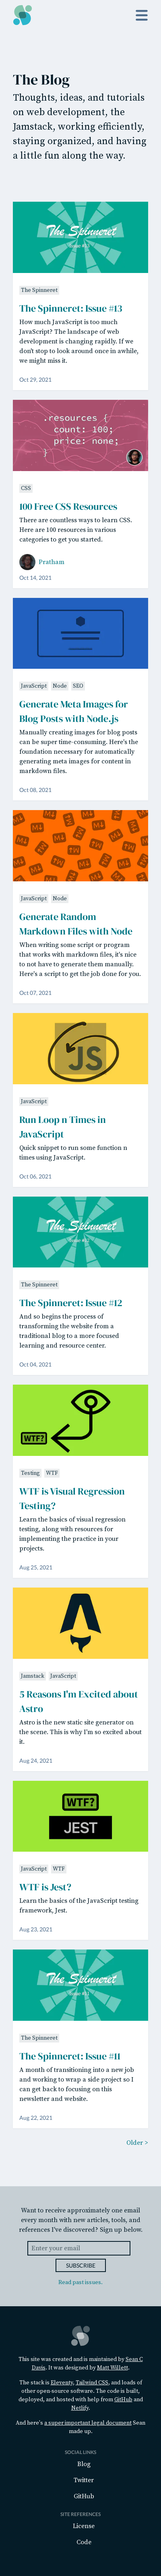 The Blog
Thoughts, ideas, and tutorials
on web development, the
Jamstack, working efficiently,
staying organized, and having
a little fun along the way.
The Spinneret
The Spinneret
The Spinneret: Issue #13
How much JavaScript is too much
JavaScript? The landscape of web
development is changing rapidly. If we
don't stop to look around once in awhile,
we might miss it.
Oct 29, 2021
.resources {
count: 100;
price: none;
}
CSS
100 Free CSS Resources
There are countless ways to learn CSS.
Here are 100 resources in various
categories to get you started.
Pratham
Oct 14, 2021
JavaScript Node SEO
Generate Meta Images for
Blog Posts with Node.js
Manually creating images for blog posts
can be super time-consuming. Here's the
foundation necessary for automatically
generating meta images for content in
markdown files.
Oct 08, 2021
JavaScript Node
Generate Random
Markdown Files with Node
When writing some script or program
that works with markdown files, it's nice
to not have to generate them manually.
Here's a script to get the job done for you.
Oct 07, 2021
JS
JavaScript
Run Loop n Times in
JavaScript
Quick snippet to run some function n
times using JavaScript.
Oct 06, 2021
The Spinneret
The Spinneret
The Spinneret: Issue #12
And so begins the process of
transforming the website from a
traditional blog to a more focused
learning and resource center.
Oct 04, 2021
WTF?
Testing WTF
WTF is Visual Regression
Testing?
Learn the basics of visual regression
testing, along with resources for
implementing the practice in your
projects.
Aug 25, 2021
Jamstack JavaScript
5 Reasons I'm Excited about
Astro
Astro is the new static site generator on
the scene. This is why I'm so excited about
it.
Aug 24, 2021
WTF?
JEST
JavaScript WTF
WTF is Jest?
Learn the basics of the JavaScript testing
framework, Jest.
Aug 23, 2021
The Spinneret
The Spinneret
The Spinneret: Issue #11
A month of transitioning into a new job
and working to wrap a side project so I
can get back to focusing on this
newsletter and website.
Aug 22, 2021
Older >
Want to receive approximately one email
every month with new articles, tools, and
references I've discovered? Sign up below.
Enter your email
SUBSCRIBE
Read past issues.
This site was created and is maintained by Sean C
Davis. It was designed by Matt Willett.
The stack is Eleventy, Tailwind CSS, and loads of
other open-source software. The code is built,
deployed, and hosted with help from GitHub and
Netlify.
And here's a super important legal document Sean
made up.
SOCIAL LINKS
Blog
Twitter
GitHub
SITE REFERENCES
License
Code